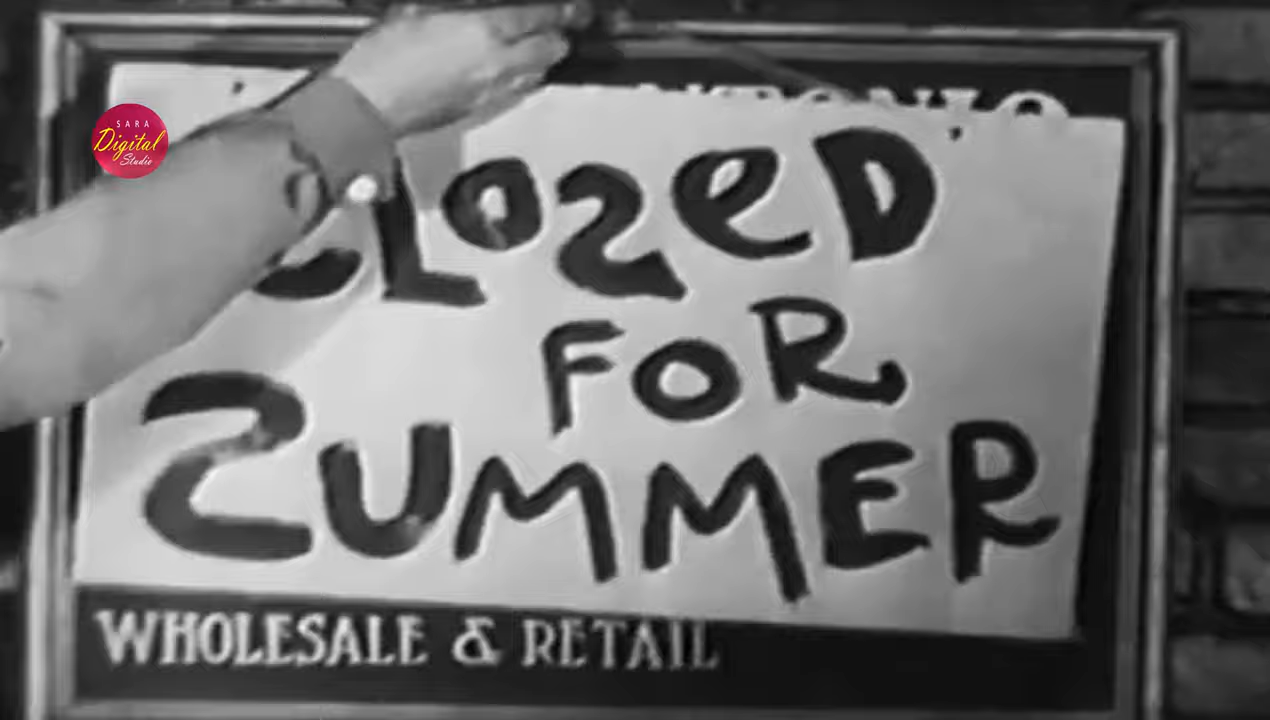 SARA
Digital
Studio
CLOZeD
FOR
ZUMMER
WHOLESALE & RETAIL